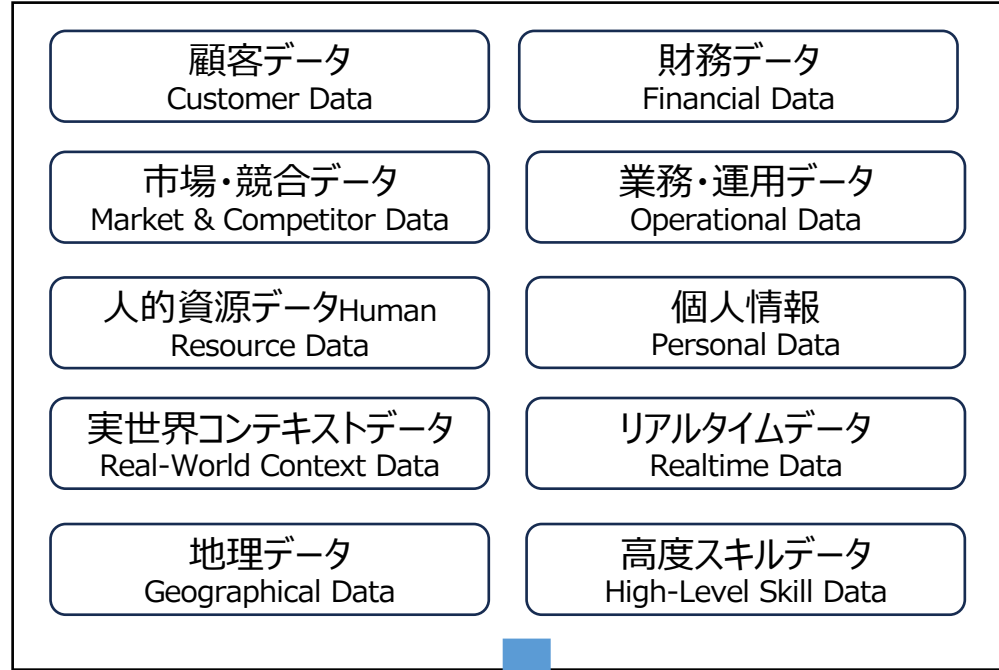 顧客データ
Customer Data
財務データ
Financial Data
市場・競合データ
Market & Competitor Data
業務・運用データ
Operational Data
人的資源データHuman
Resource Data
個人情報
Personal Data
実世界コンテキストデータ
Real-World Context Data
リアルタイムデータ
Realtime Data
地理データ
Geographical Data
高度スキルデータ
High-Level Skill Data